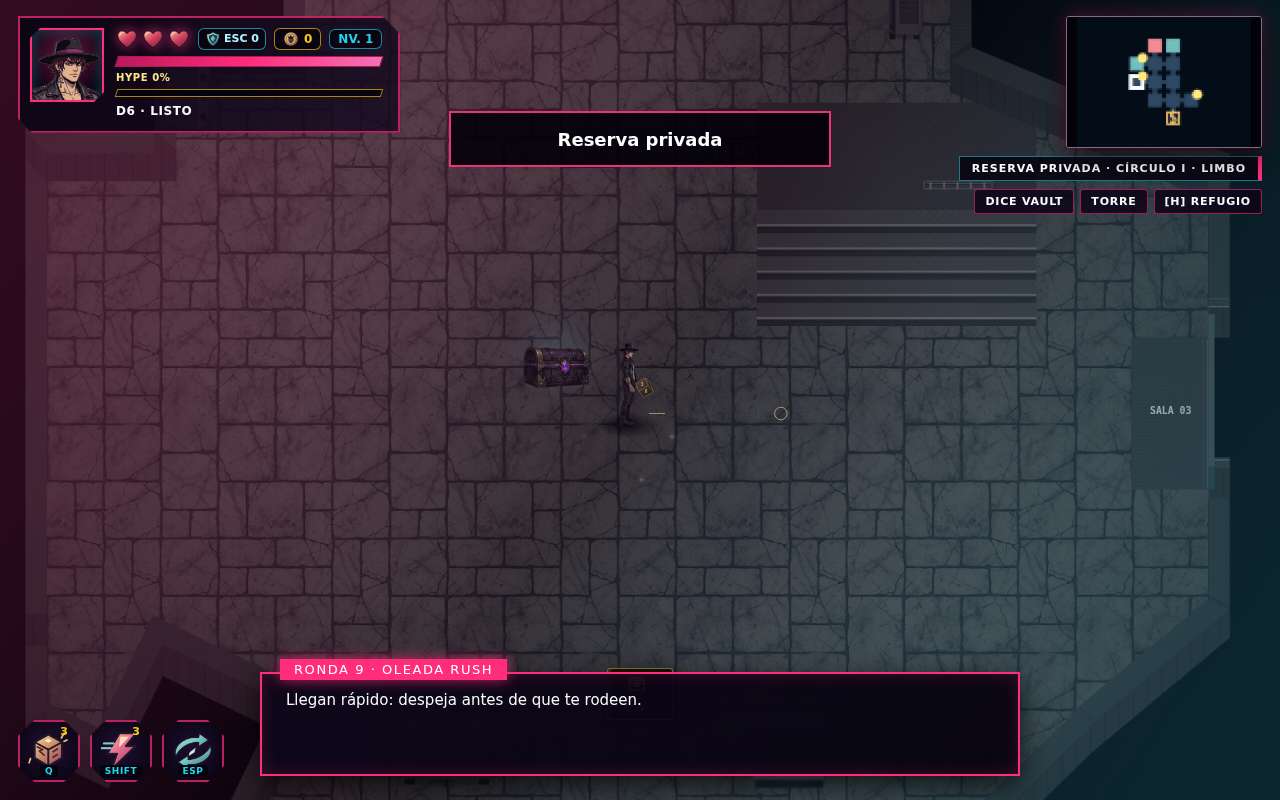 ESC 0
0
NV. 1
HYPE 0%
D6 · LISTO
Reserva privada
RESERVA PRIVADA · CÍRCULO I · LIMBO
DICE VAULT
TORRE
[H] REFUGIO
SALA 03
RONDA 9 · OLEADA RUSH
Llegan rápido: despeja antes de que te rodeen.
3
Q
3
SHIFT
ESP